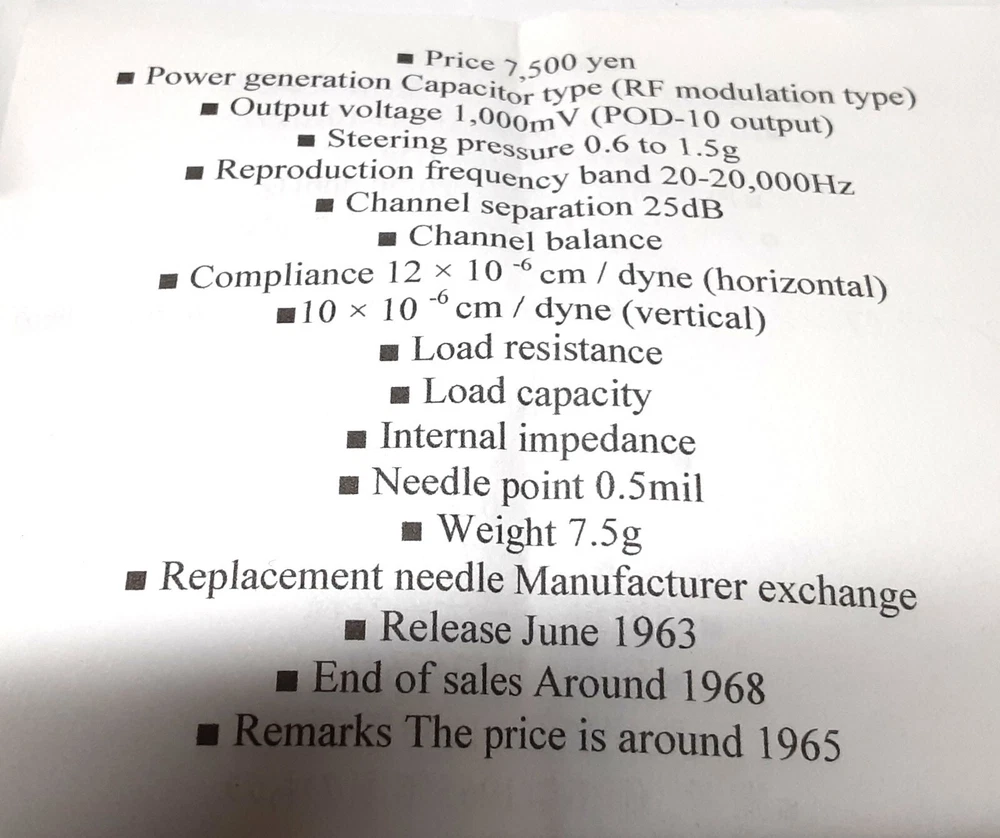 ■ Price 7,500 yen
■ Power generation Capacitor type (RF modulation type)
■ Output voltage 1,000mV (POD-10 output)
■ Steering pressure 0.6 to 1.5g
■ Reproduction frequency band 20-20,000Hz
■ Channel separation 25dB
■ Channel balance
■ Compliance 12 × 10 -6 cm / dyne (horizontal)
■10 × 10 -6 cm / dyne (vertical)
■ Load resistance
■ Load capacity
■ Internal impedance
■ Needle point 0.5mil
■ Weight 7.5g
■ Replacement needle Manufacturer exchange
■ Release June 1963
■ End of sales Around 1968
■ Remarks The price is around 1965